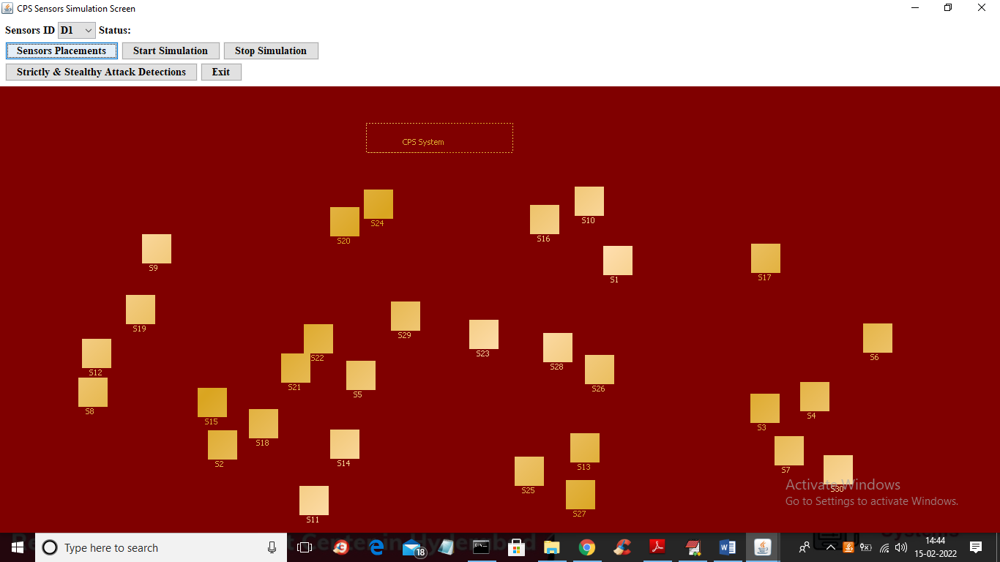 CPS Sensors Simulation Screen
Sensors ID D1 Status:
Sensors Placements Start Simulation Stop Simulation
Strictly & Stealthy Attack Detections Exit
CPS System
S24
S10
S20
S16
S9
S1
S17
S19
S29
S23
S22
S6
S28
S12
S21
S5
S26
S8
S15
S4
S3
S18
S2
S14
S13
S7
S25
S30
Activate Windows
Go to Settings to activate Windows.
S11
S27
Type here to search
18
14:44
15-02-2022